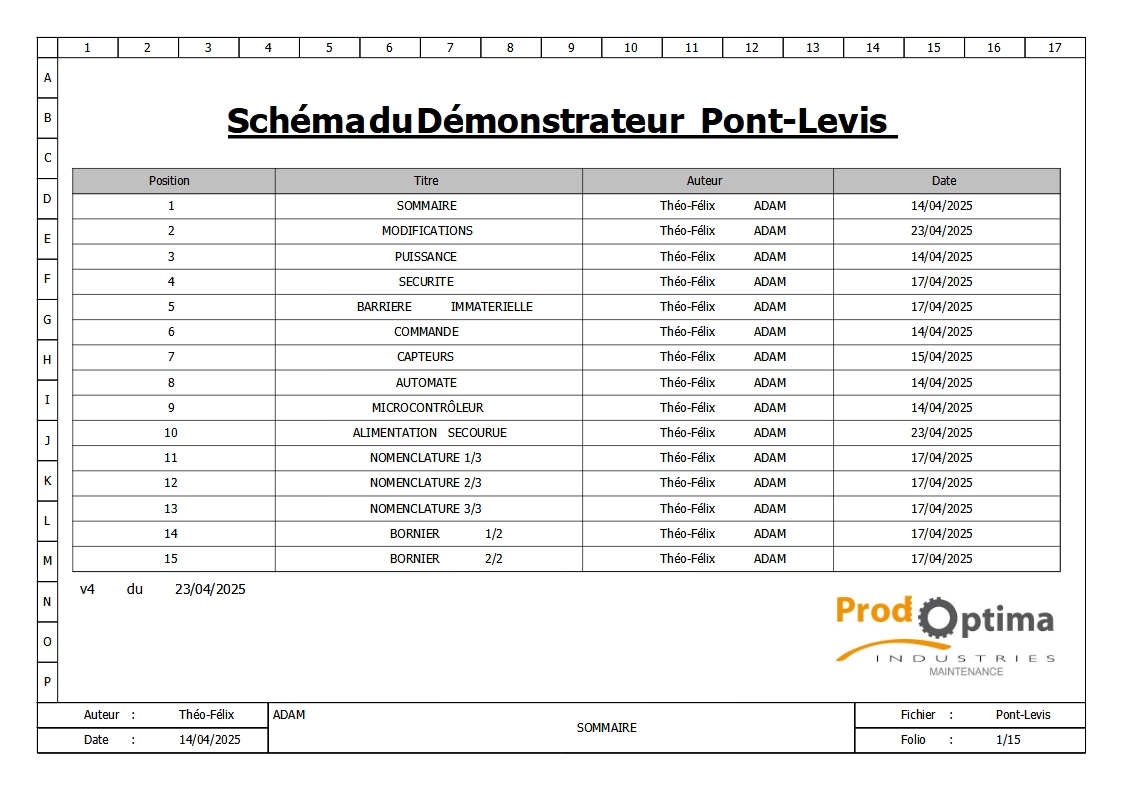 1 2 3 4 5 6 7 8 9 10 11 12 13 14 15 16 17
A
B
C
D
E
F
G
H
I
J
K
L
M
N
O
P
Schéma du Démonstrateur Pont-Levis
Position Titre Auteur Date
1 SOMMAIRE Théo-Félix ADAM 14/04/2025
2 MODIFICATIONS Théo-Félix ADAM 23/04/2025
3 PUISSANCE Théo-Félix ADAM 14/04/2025
4 SECURITE Théo-Félix ADAM 17/04/2025
5 BARRIERE IMMATERIELLE Théo-Félix ADAM 17/04/2025
6 COMMANDE Théo-Félix ADAM 14/04/2025
7 CAPTEURS Théo-Félix ADAM 15/04/2025
8 AUTOMATE Théo-Félix ADAM 14/04/2025
9 MICROCONTRÔLEUR Théo-Félix ADAM 14/04/2025
10 ALIMENTATION SECOURUE Théo-Félix ADAM 23/04/2025
11 NOMENCLATURE 1/3 Théo-Félix ADAM 17/04/2025
12 NOMENCLATURE 2/3 Théo-Félix ADAM 17/04/2025
13 NOMENCLATURE 3/3 Théo-Félix ADAM 17/04/2025
14 BORNIER 1/2 Théo-Félix ADAM 17/04/2025
15 BORNIER 2/2 Théo-Félix ADAM 17/04/2025
v4 du 23/04/2025
Prod Optima
INDUSTRIES
MAINTENANCE
Auteur : Théo-Félix ADAM
Date : 14/04/2025
SOMMAIRE
Fichier : Pont-Levis
Folio : 1/15